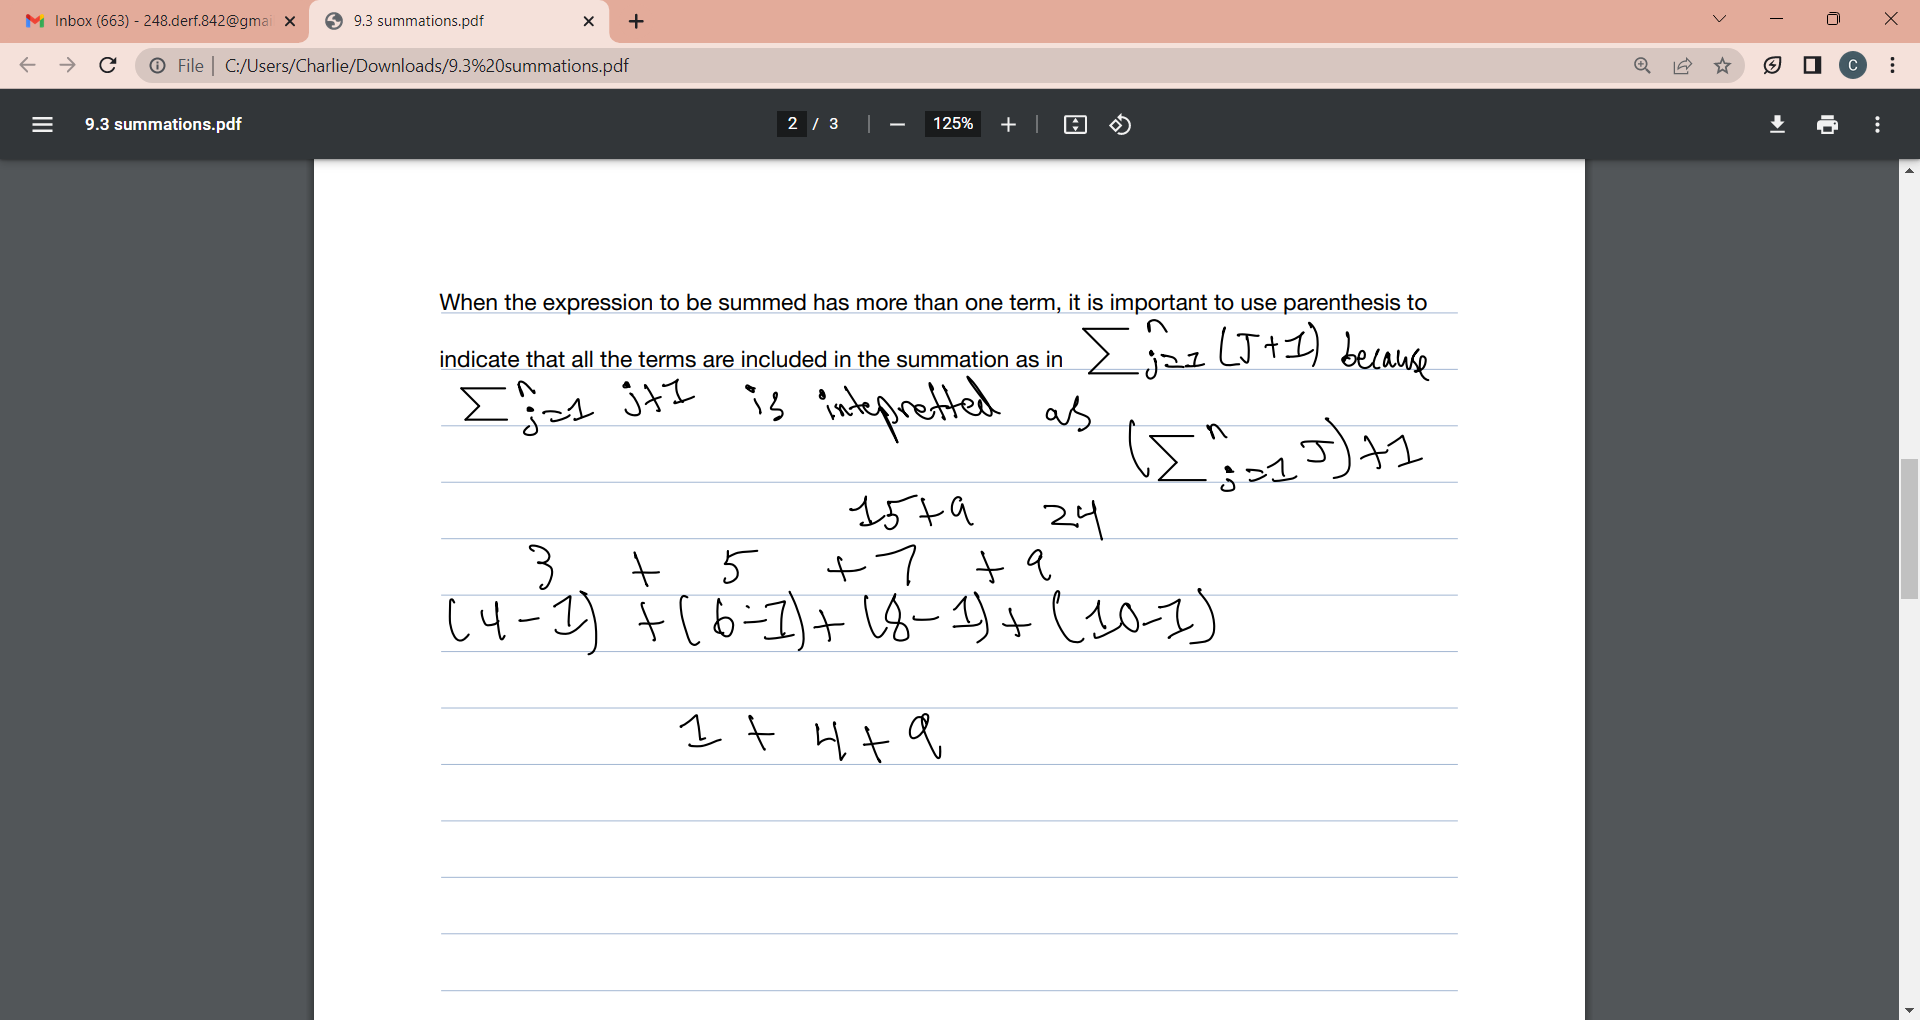 Inbox (663) - 248.derf.842@gmai
9.3 summations.pdf
File
C:/Users/Charlie/Downloads/9.3%20summations.pdf
C
9.3 summations.pdf
2 / 3
125%
When the expression to be summed has more than one term, it is important to use parenthesis to
indicate that all the terms are included in the summation as in ∑ⁿj=1 (J+1) because
∑ⁿj=1 j+1 is intepretted as
(∑ⁿj=1 J)+1
15+9 24
3 + 5 +7 + 9
(4-1) +(6-1)+(8-1)+(10-1)
1 + 4+9